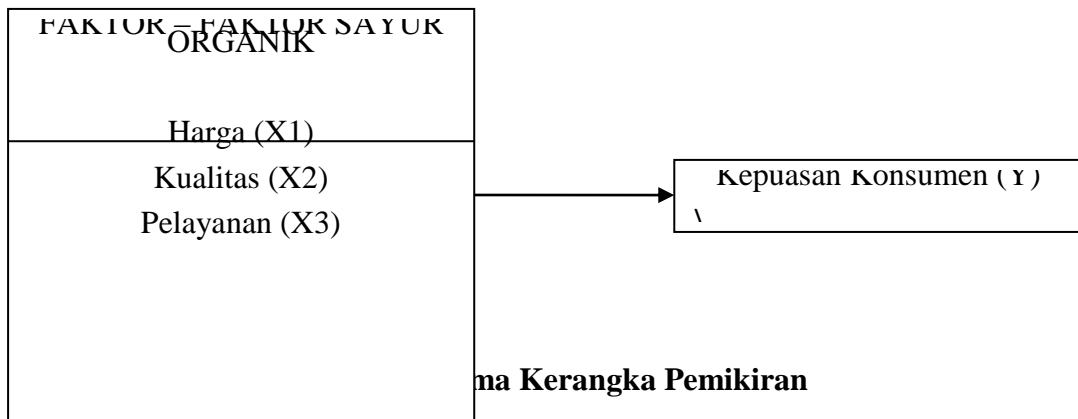 FAKTOR – FAKTOR SAYUR
ORGANIK
Harga (X1)
Kualitas (X2)
Pelayanan (X3)
Kepuasan Konsumen (Y)
\
ma Kerangka Pemikiran